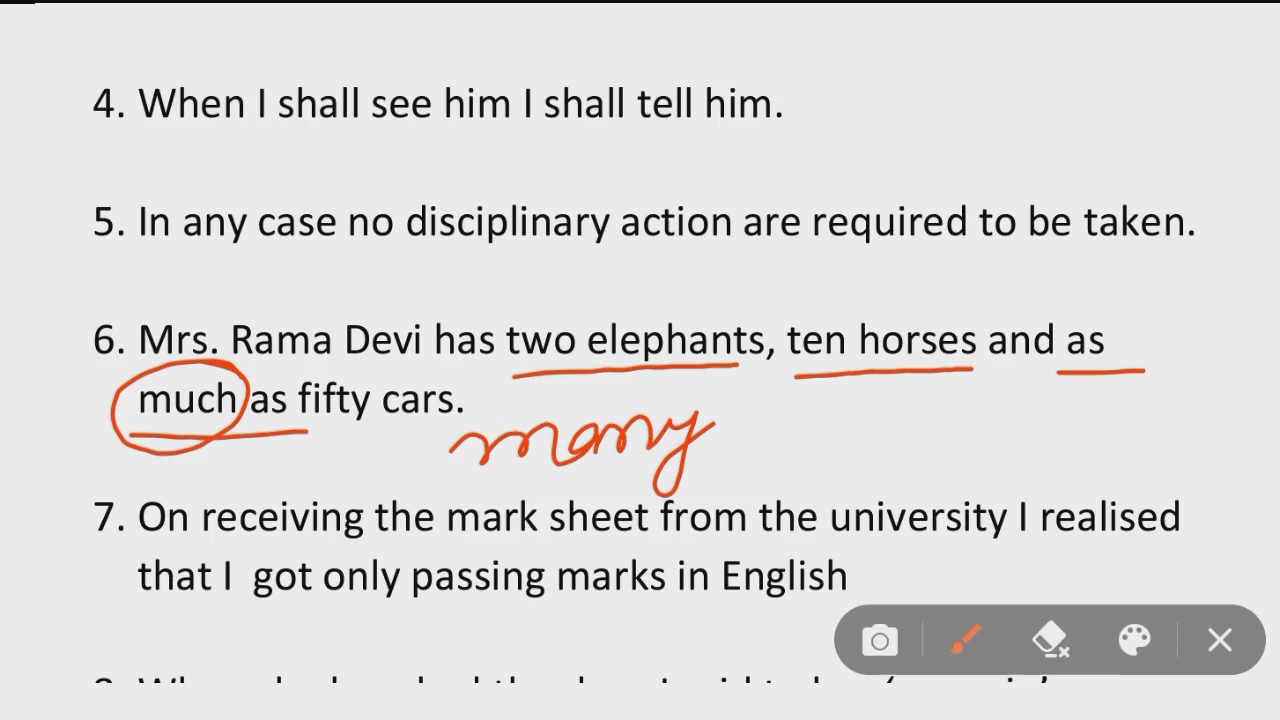 4. When I shall see him I shall tell him.
5. In any case no disciplinary action are required to be taken.
6. Mrs. Rama Devi has two elephants, ten horses and as
much as fifty cars.
many
7. On receiving the mark sheet from the university I realised
that I got only passing marks in English